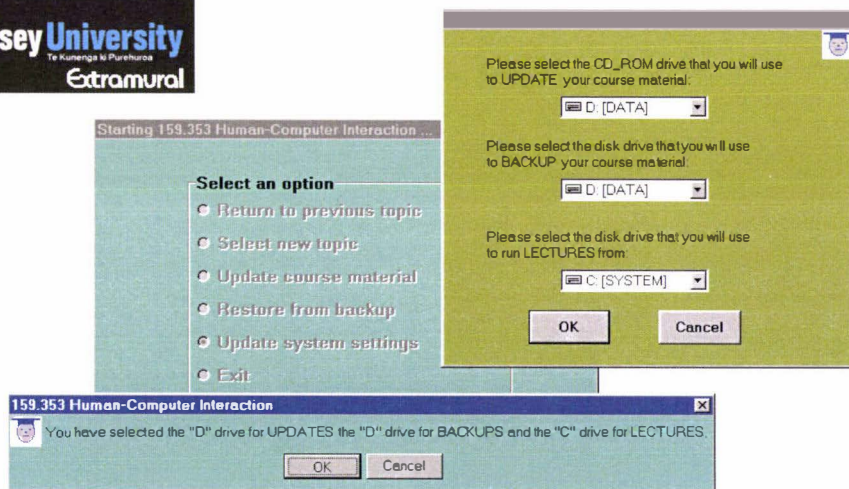 sey University
Te Kunenga ki Purehuroa
Extramural
Starting 159.353 Human-Computer Interaction ...
Select an option
Return to previous topic
Select new topic
Update course material
Restore from backup
Update system settings
Exit
Please select the CD_ROM drive that you will use
to UPDATE your course material:
D: [DATA]
Please select the disk drive that you will use
to BACKUP your course material:
D: [DATA]
Please select the disk drive that you will use
to run LECTURES from:
C: [SYSTEM]
OK
Cancel
159.353 Human-Computer Interaction
You have selected the "D" drive for UPDATES the "D" drive for BACKUPS and the "C" drive for LECTURES.
OK
Cancel